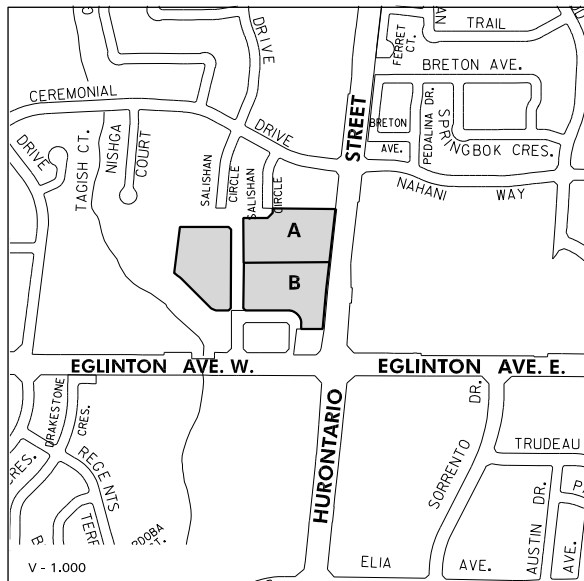 DRIVE
TRAIL
FERRET
CT.
BRETON AVE.
CEREMONIAL
DRIVE
STREET
BRETON
AVE.
PEDALINA DR.
SPRINGBOK CRES.
DRIVE
TAGISH CT.
NISHGA
COURT
SALISHAN
CIRCLE
SALISHAN
CIRCLE
NAHANI WAY
A
B
EGLINTON AVE. W.
EGLINTON AVE. E.
DRAKESTONE
CRES.
HURONTARIO
SORRENTO
DR.
TRUDEAU
CRES.
REGENTS
AUSTIN
DR.
AVE.
ELIA AVE.
V - 1.000